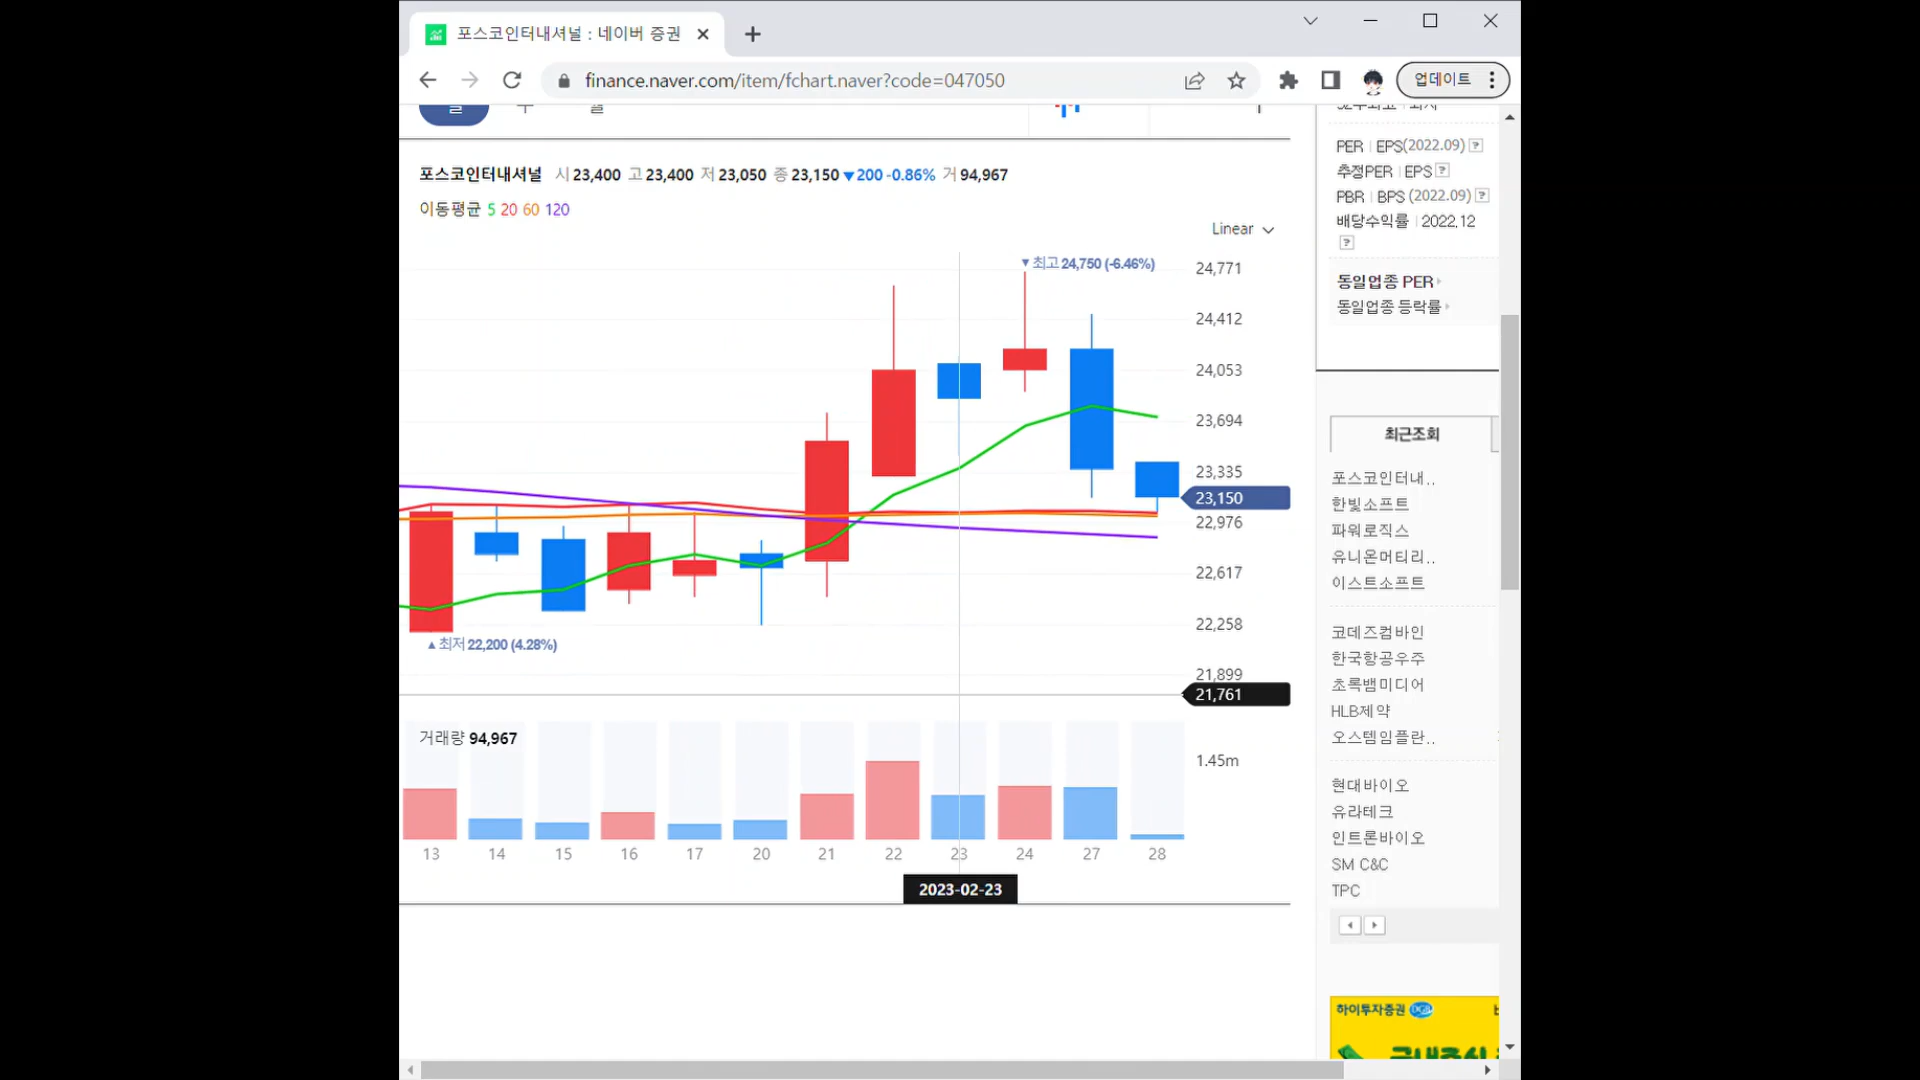 포스코인터내셔널 : 네이버 증권
finance.naver.com/item/fchart.naver?code=047050
업데이트
포스코인터내셔널 시 23,400 고 23,400 저 23,050 종 23,150 ▼200 -0.86% 거 94,967
이동평균 5 20 60 120
Linear
▼최고 24,750 (-6.46%)
24,771
24,412
24,053
23,694
23,335
23,150
22,976
22,617
22,258
21,899
21,761
▲최저 22,200 (4.28%)
거래량 94,967
1.45m
13 14 15 16 17 20 21 22 23 24 27 28
2023-02-23
PER | EPS(2022.09) ?
추정PER | EPS ?
PBR | BPS (2022.09) ?
배당수익률 | 2022.12
?
동일업종 PER
동일업종 등락률
최근조회
포스코인터내..
한빛소프트
파워로직스
유니온머티리..
이스트소프트
코데즈컴바인
한국항공우주
초록뱀미디어
HLB제약
오스템임플란..
현대바이오
유라테크
인트론바이오
SM C&C
TPC
하이투자증권 DGB